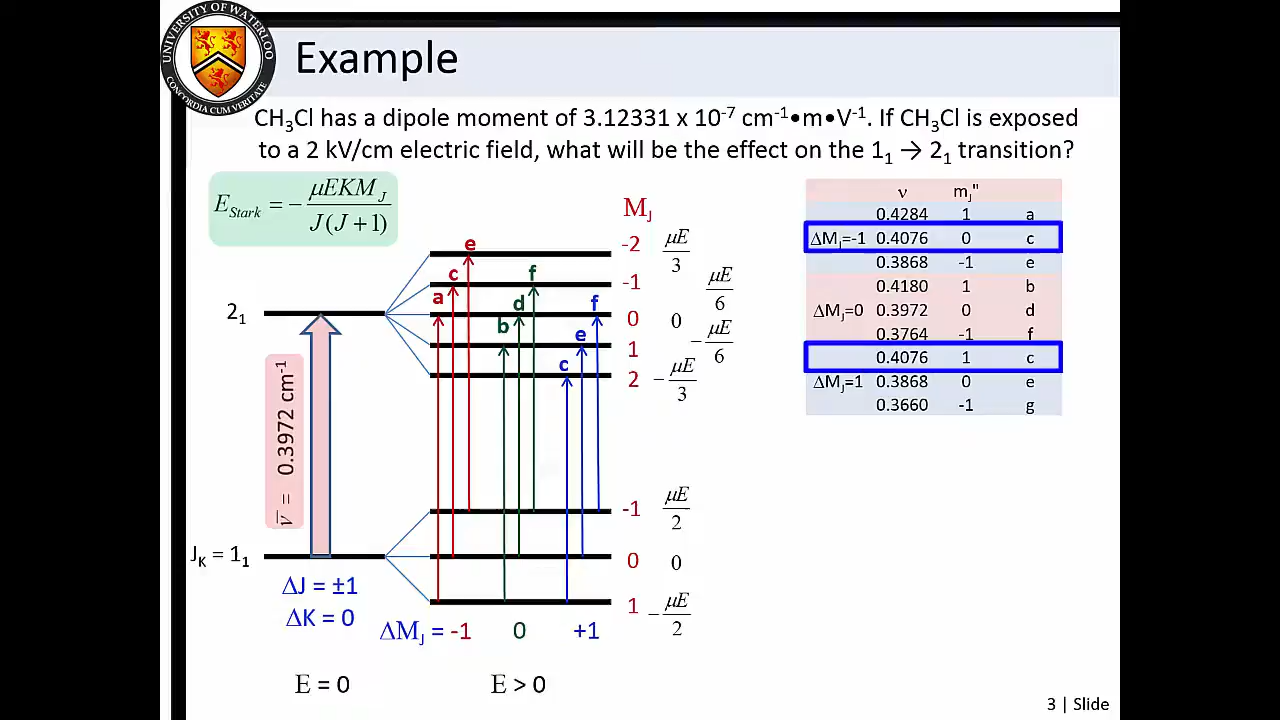 UNIVERSITY OF WATERLOO
CONCORDIA CUM VERITATE
Example
CH₃Cl has a dipole moment of 3.12331 x 10⁻⁷ cm⁻¹•m•V⁻¹. If CH₃Cl is exposed
to a 2 kV/cm electric field, what will be the effect on the 1₁ → 2₁ transition?
E_Stark = − μEKM_J / J(J + 1)
M_J
-2 μE/3
-1 μE/6
0 0
1 −μE/6
2 −μE/3
e
c f
a d f
b e
c
2₁
ν̅ = 0.3972 cm⁻¹
-1 μE/2
J_K = 1₁ 0 0
1 −μE/2
ΔJ = ±1
ΔK = 0
ΔM_J = -1 0 +1
E = 0 E > 0
ν m_J"
0.4284 1 a
ΔM_J=-1 0.4076 0 c
0.3868 -1 e
0.4180 1 b
ΔM_J=0 0.3972 0 d
0.3764 -1 f
0.4076 1 c
ΔM_J=1 0.3868 0 e
0.3660 -1 g
3 | Slide